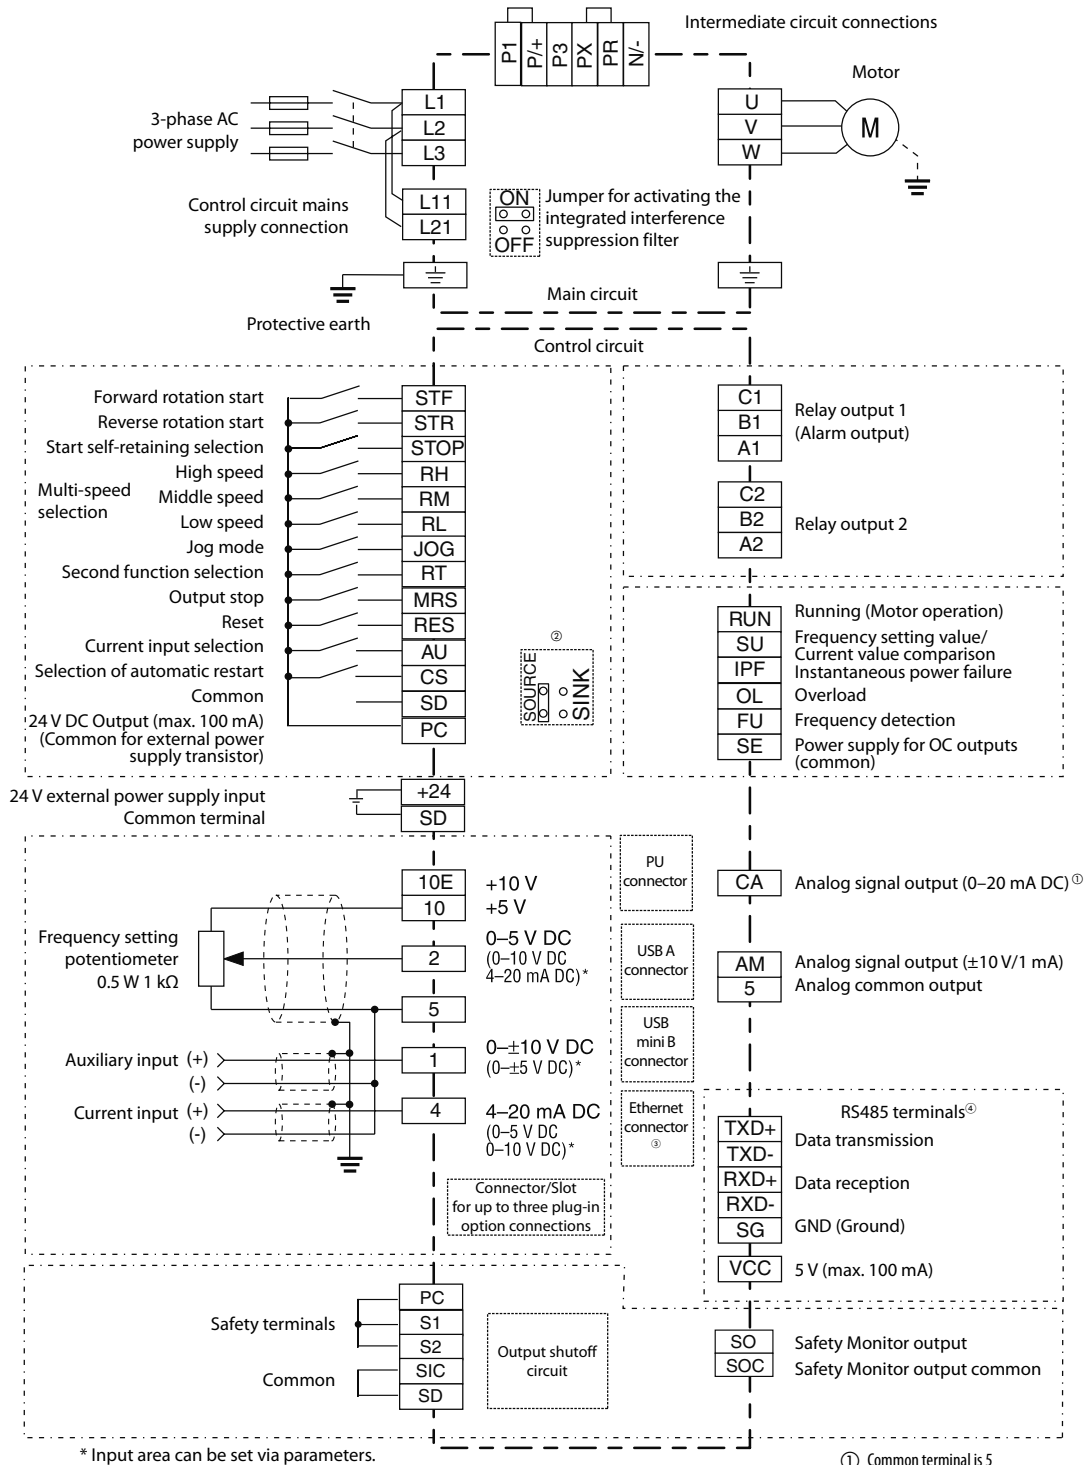 Intermediate circuit connections
P1
P/+
P3
PX
PR
N/-
Motor
3-phase AC
power supply
L1
L2
L3
U
V
W
M
Control circuit mains
supply connection
L11
L21
ON
OFF
Jumper for activating the
integrated interference
suppression filter
Protective earth
Main circuit
Control circuit
Forward rotation start
STF
Reverse rotation start
STR
Start self-retaining selection
STOP
Multi-speed
selection
High speed
RH
Middle speed
RM
Low speed
RL
Jog mode
JOG
Second function selection
RT
Output stop
MRS
Reset
RES
Current input selection
AU
Selection of automatic restart
CS
Common
SD
24 V DC Output (max. 100 mA)
(Common for external power
supply transistor)
PC
②
SOURCE
SINK
C1
B1
A1
Relay output 1
(Alarm output)
C2
B2
A2
Relay output 2
RUN
Running (Motor operation)
SU
Frequency setting value/
Current value comparison
IPF
Instantaneous power failure
OL
Overload
FU
Frequency detection
SE
Power supply for OC outputs
(common)
24 V external power supply input
+24
Common terminal
SD
10E
+10 V
10
+5 V
Frequency setting
potentiometer
0.5 W 1 kΩ
2
0–5 V DC
(0–10 V DC
4–20 mA DC)*
5
Auxiliary input (+)
(-)
1
0–±10 V DC
(0–±5 V DC)*
Current input (+)
(-)
4
4–20 mA DC
(0–5 V DC
0–10 V DC)*
Connector/Slot
for up to three plug-in
option connections
PU
connector
USB A
connector
USB
mini B
connector
Ethernet
connector
③
CA
Analog signal output (0–20 mA DC) ①
AM
Analog signal output (±10 V/1 mA)
5
Analog common output
RS485 terminals④
TXD+
TXD-
Data transmission
RXD+
RXD-
Data reception
SG
GND (Ground)
VCC
5 V (max. 100 mA)
Safety terminals
PC
S1
S2
Common
SIC
SD
Output shutoff
circuit
SO
Safety Monitor output
SOC
Safety Monitor output common
* Input area can be set via parameters.
① Common terminal is 5